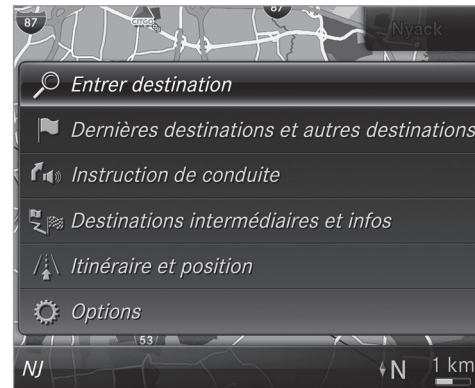 87
CITGO
87
Nyack
Entrer destination
Dernières destinations et autres destinations
Instruction de conduite
Destinations intermédiaires et infos
Itinéraire et position
Options
53
NJ
N
1 km